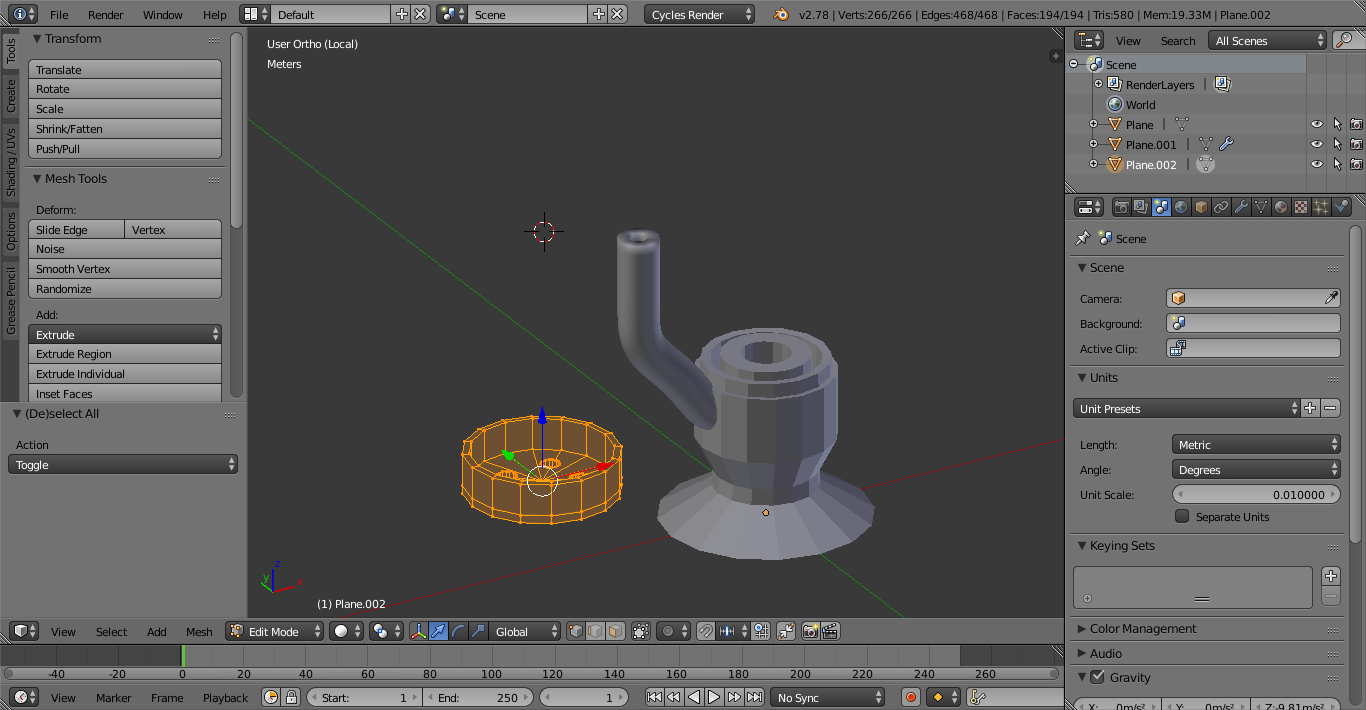 File Render Window Help Default Scene Cycles Render v2.78 | Verts:266/266 | Edges:468/468 | Faces:194/194 | Tris:580 | Mem:19.33M | Plane.002
Tools
Create
Shading / UVs
Options
Grease Pencil
Transform
Translate
Rotate
Scale
Shrink/Fatten
Push/Pull
Mesh Tools
Deform:
Slide Edge Vertex
Noise
Smooth Vertex
Randomize
Add:
Extrude
Extrude Region
Extrude Individual
Inset Faces
(De)select All
Action
Toggle
User Ortho (Local)
Meters
z
y
x
(1) Plane.002
View Select Add Mesh Edit Mode Global
-40 -20 0 20 40 60 80 100 120 140 160 180 200 220 240 260
View Marker Frame Playback Start: 1 End: 250 1 No Sync
View Search All Scenes
Scene
RenderLayers |
World
Plane |
Plane.001 |
Plane.002 |
Scene
Scene
Camera:
Background:
Active Clip:
Units
Unit Presets
Length: Metric
Angle: Degrees
Unit Scale: 0.010000
Separate Units
Keying Sets
Color Management
Audio
Gravity
X: 0m/s² Y: 0m/s² Z:-9.81m/s²